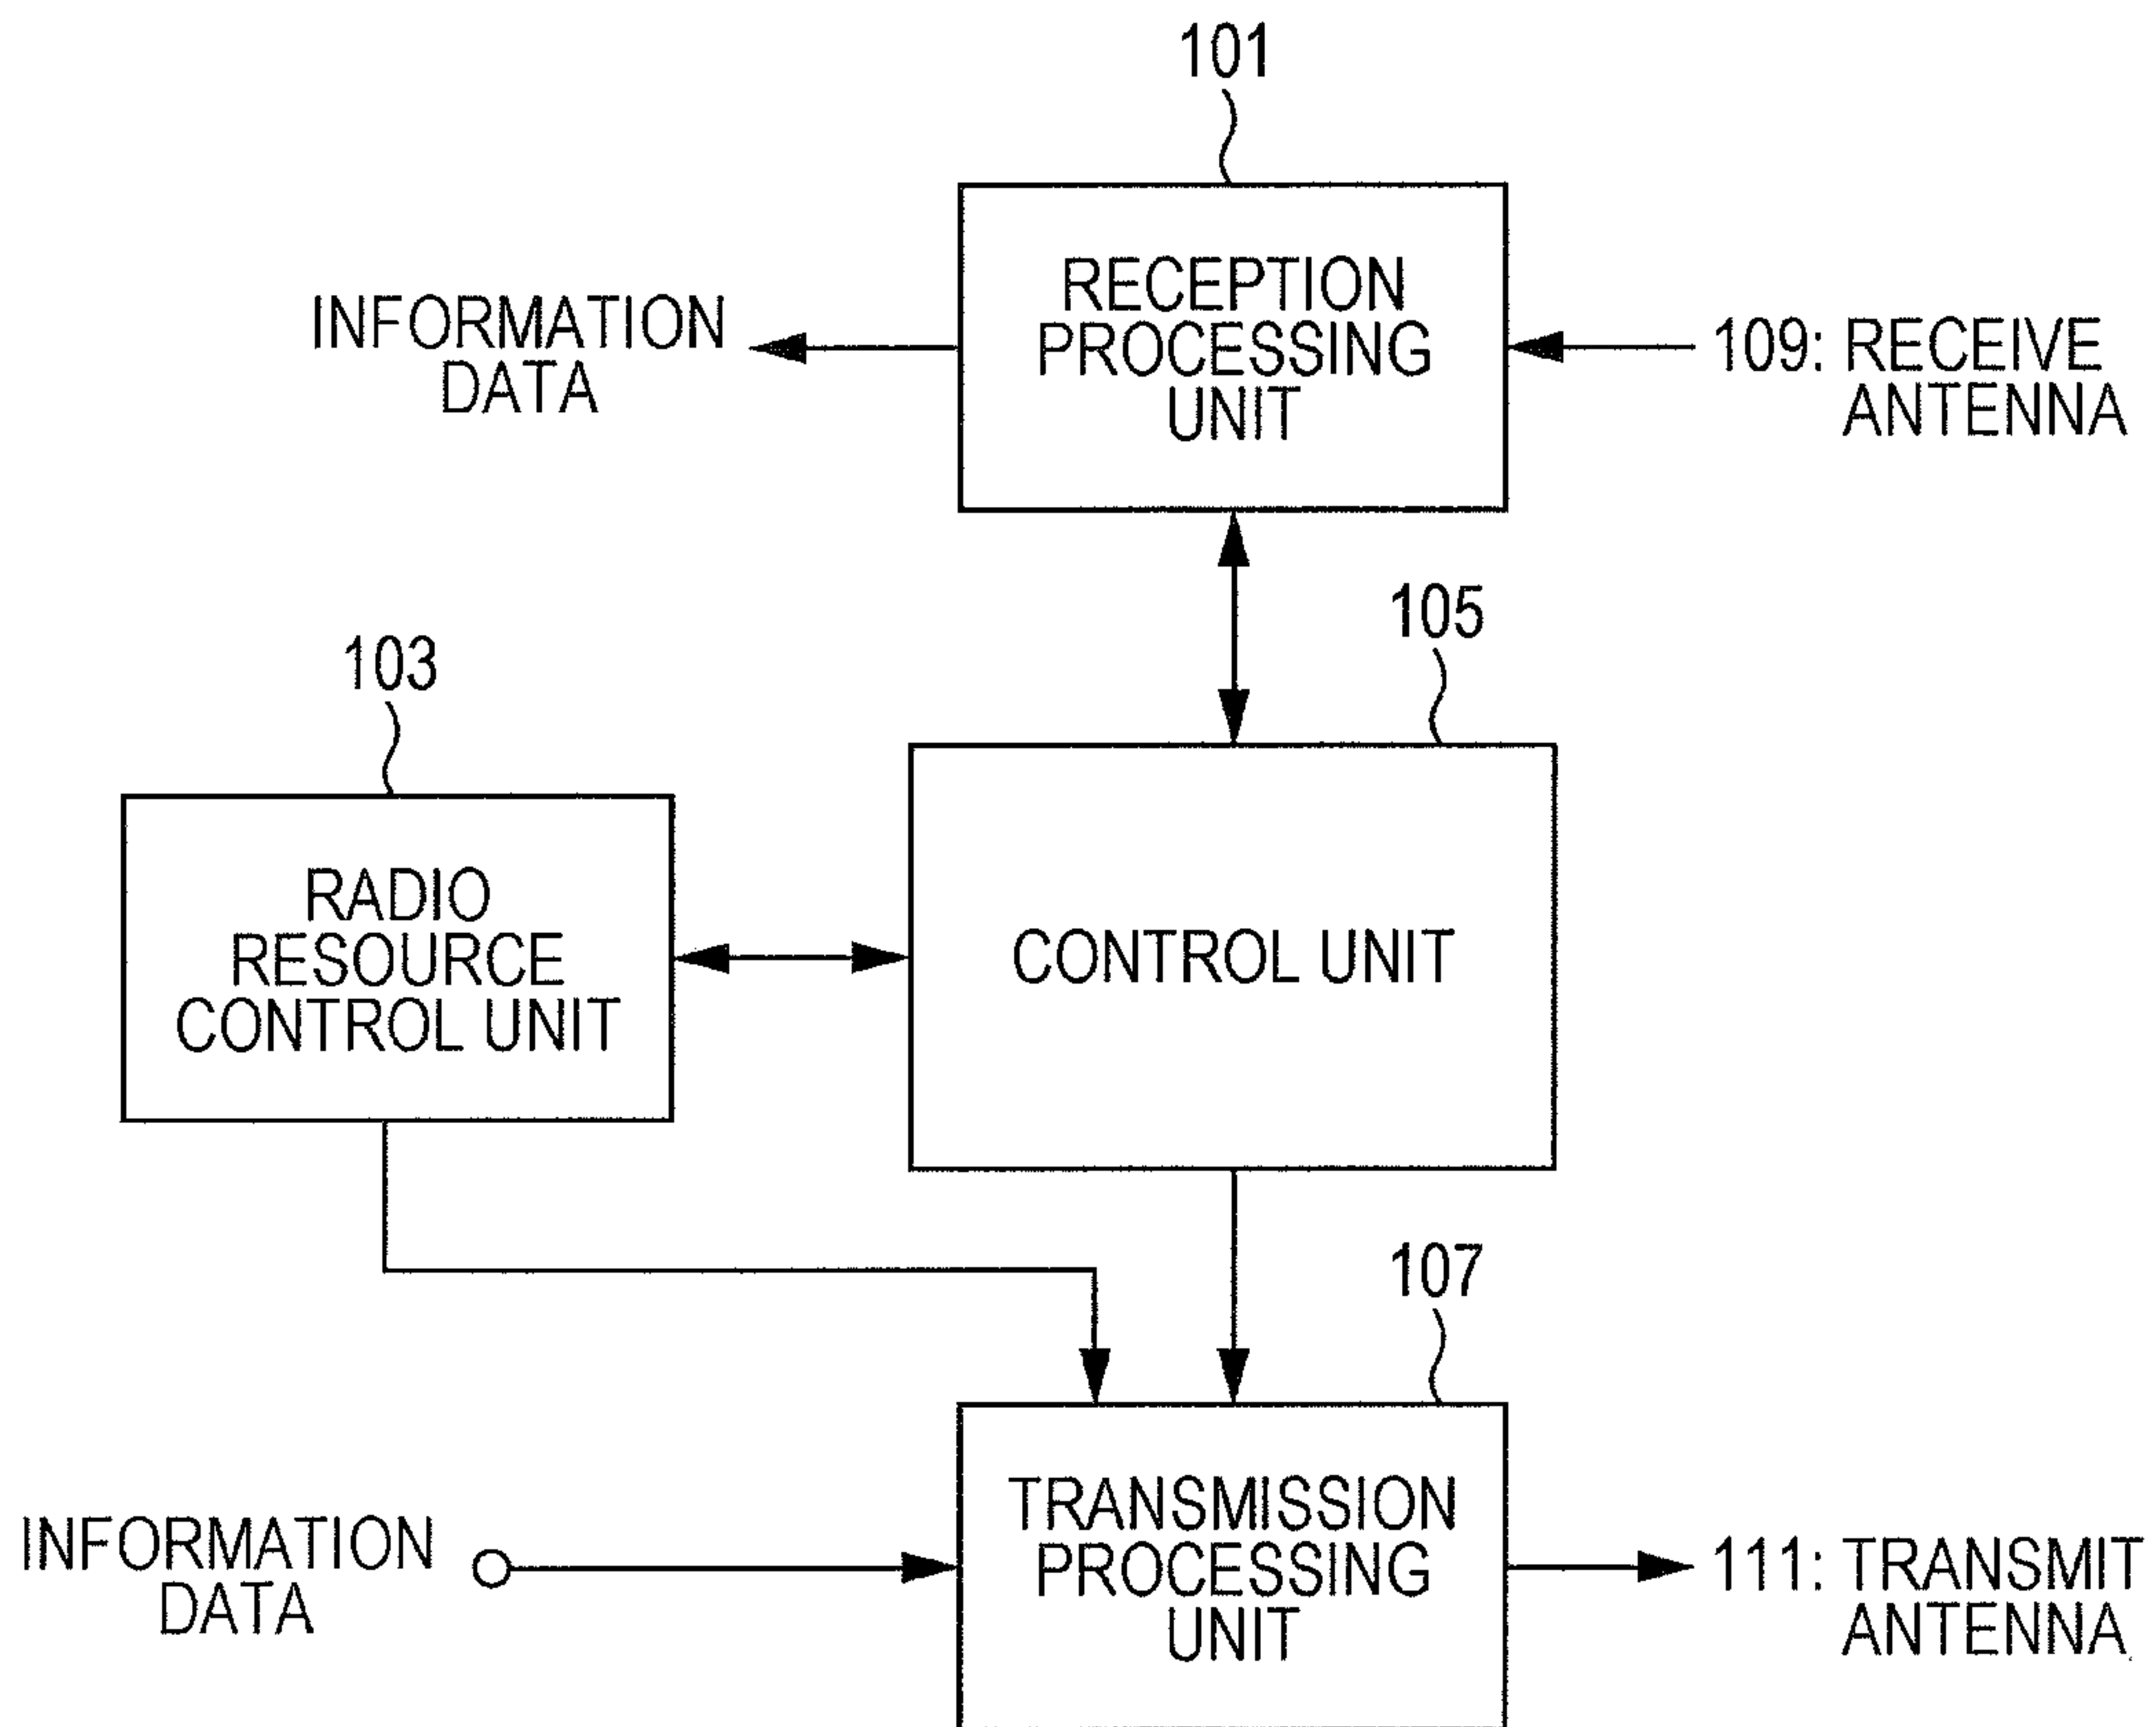 101
RECEPTION
PROCESSING
UNIT
INFORMATION
DATA
109: RECEIVE
ANTENNA
105
103
RADIO
RESOURCE
CONTROL UNIT
CONTROL UNIT
107
TRANSMISSION
PROCESSING
UNIT
INFORMATION
DATA
111: TRANSMIT
ANTENNA